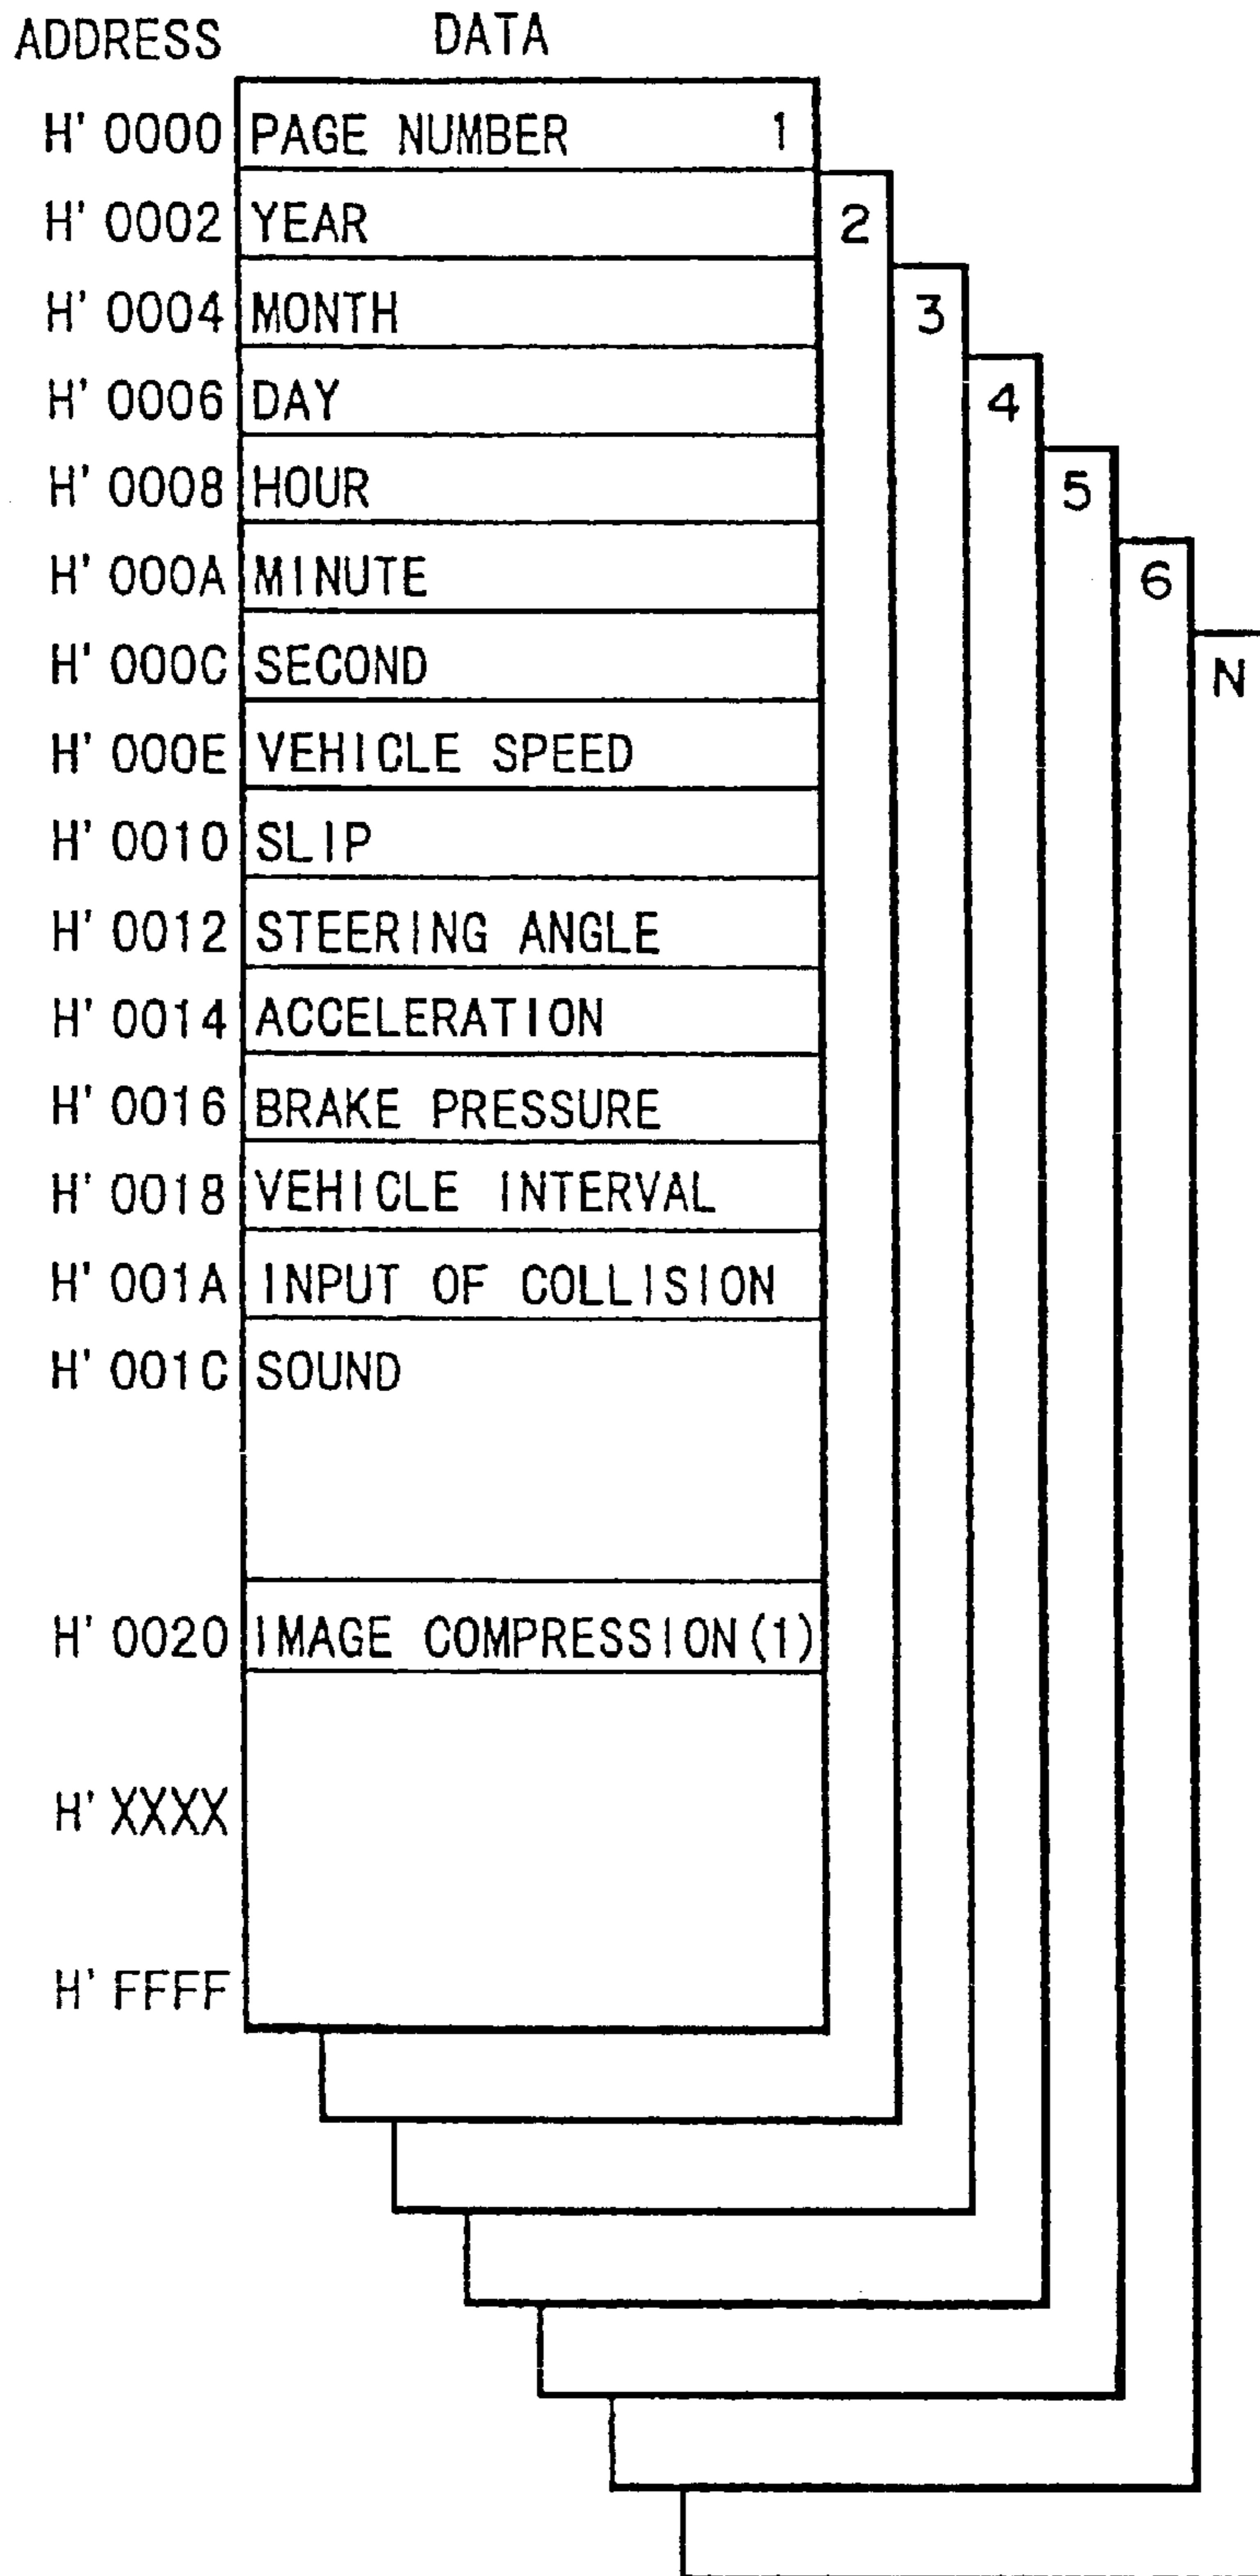 ADDRESS DATA
H' 0000 PAGE NUMBER 1
H' 0002 YEAR 2
H' 0004 MONTH 3
H' 0006 DAY 4
H' 0008 HOUR 5
H' 000A MINUTE 6
H' 000C SECOND N
H' 000E VEHICLE SPEED
H' 0010 SLIP
H' 0012 STEERING ANGLE
H' 0014 ACCELERATION
H' 0016 BRAKE PRESSURE
H' 0018 VEHICLE INTERVAL
H' 001A INPUT OF COLLISION
H' 001C SOUND
H' 0020 IMAGE COMPRESSION(1)
H' XXXX
H' FFFF